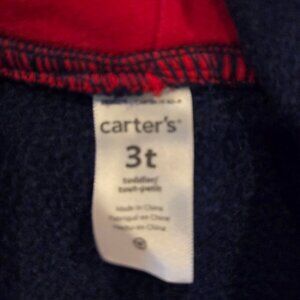 carter's
3t
toddler/
tout-petit
Made in China
Fabriqué en Chine
Hecho en China